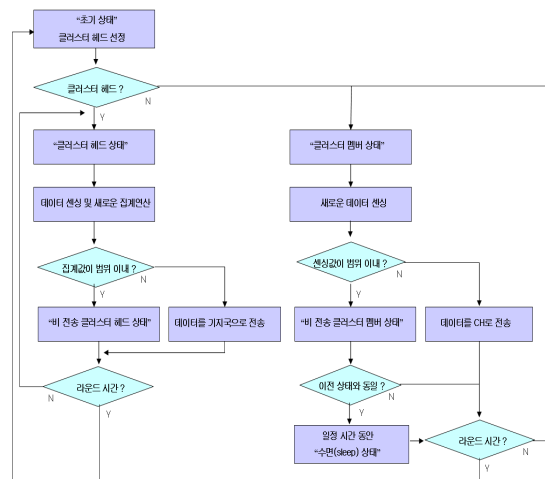 “초기 상태”
클러스터 헤드 선정
클러스터 헤드 ?
N
Y
“클러스터 헤드 상태”
“클러스터 멤버 상태”
데이터 센싱 및 새로운 집계연산
새로운 데이터 센싱
집계값이 범위 이내 ?
센싱값이 범위 이내 ?
N
N
Y
Y
“비 전송 클러스터 헤드 상태”
데이터를 기지국으로 전송
“비 전송 클러스터 멤버 상태”
데이터를 CH로 전송
라운드 시간 ?
이전 상태와 동일 ?
N
N
Y
Y
일정 시간 동안
“수면(sleep) 상태”
라운드 시간 ?
N
Y